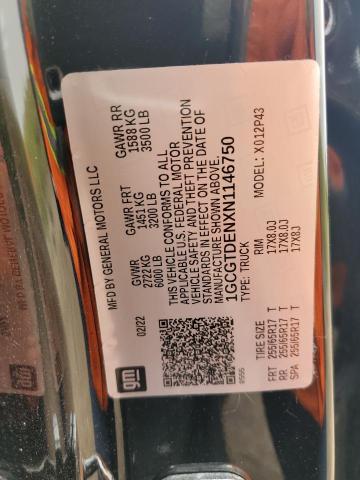 MFD BY GENERAL MOTORS LLC
02/22 GVWR GAWR FRT GAWR RR
2722 KG 1451 KG 1588 KG
6000 LB 3200 LB 3500 LB
THIS VEHICLE CONFORMS TO ALL
APPLICABLE U.S. FEDERAL MOTOR
VEHICLE SAFETY AND THEFT PREVENTION
STANDARDS IN EFFECT ON THE DATE OF
MANUFACTURE SHOWN ABOVE.
1GCGTDENXN1146750
TYPE: TRUCK MODEL: X012P43
TIRE SIZE RIM
FRT 255/65R17 T 17X8.0J
RR 255/65R17 T 17X8.0J
SPA 255/65R17 T 17X8J
gm